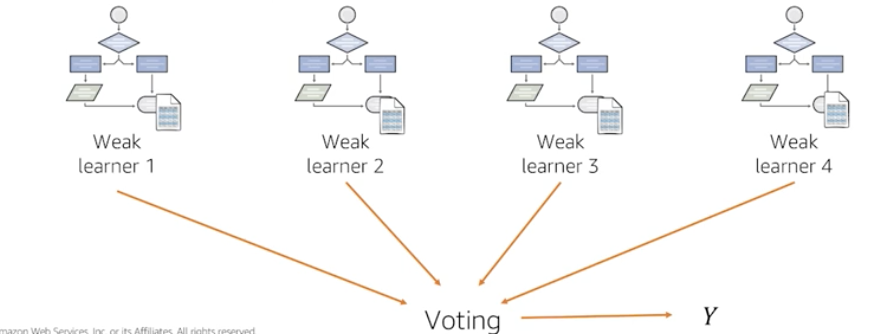 Weak
learner 1
Weak
learner 2
Weak
learner 3
Weak
learner 4
Voting
Y
mazon Web Services, Inc. or its Affiliates. All rights reserved.